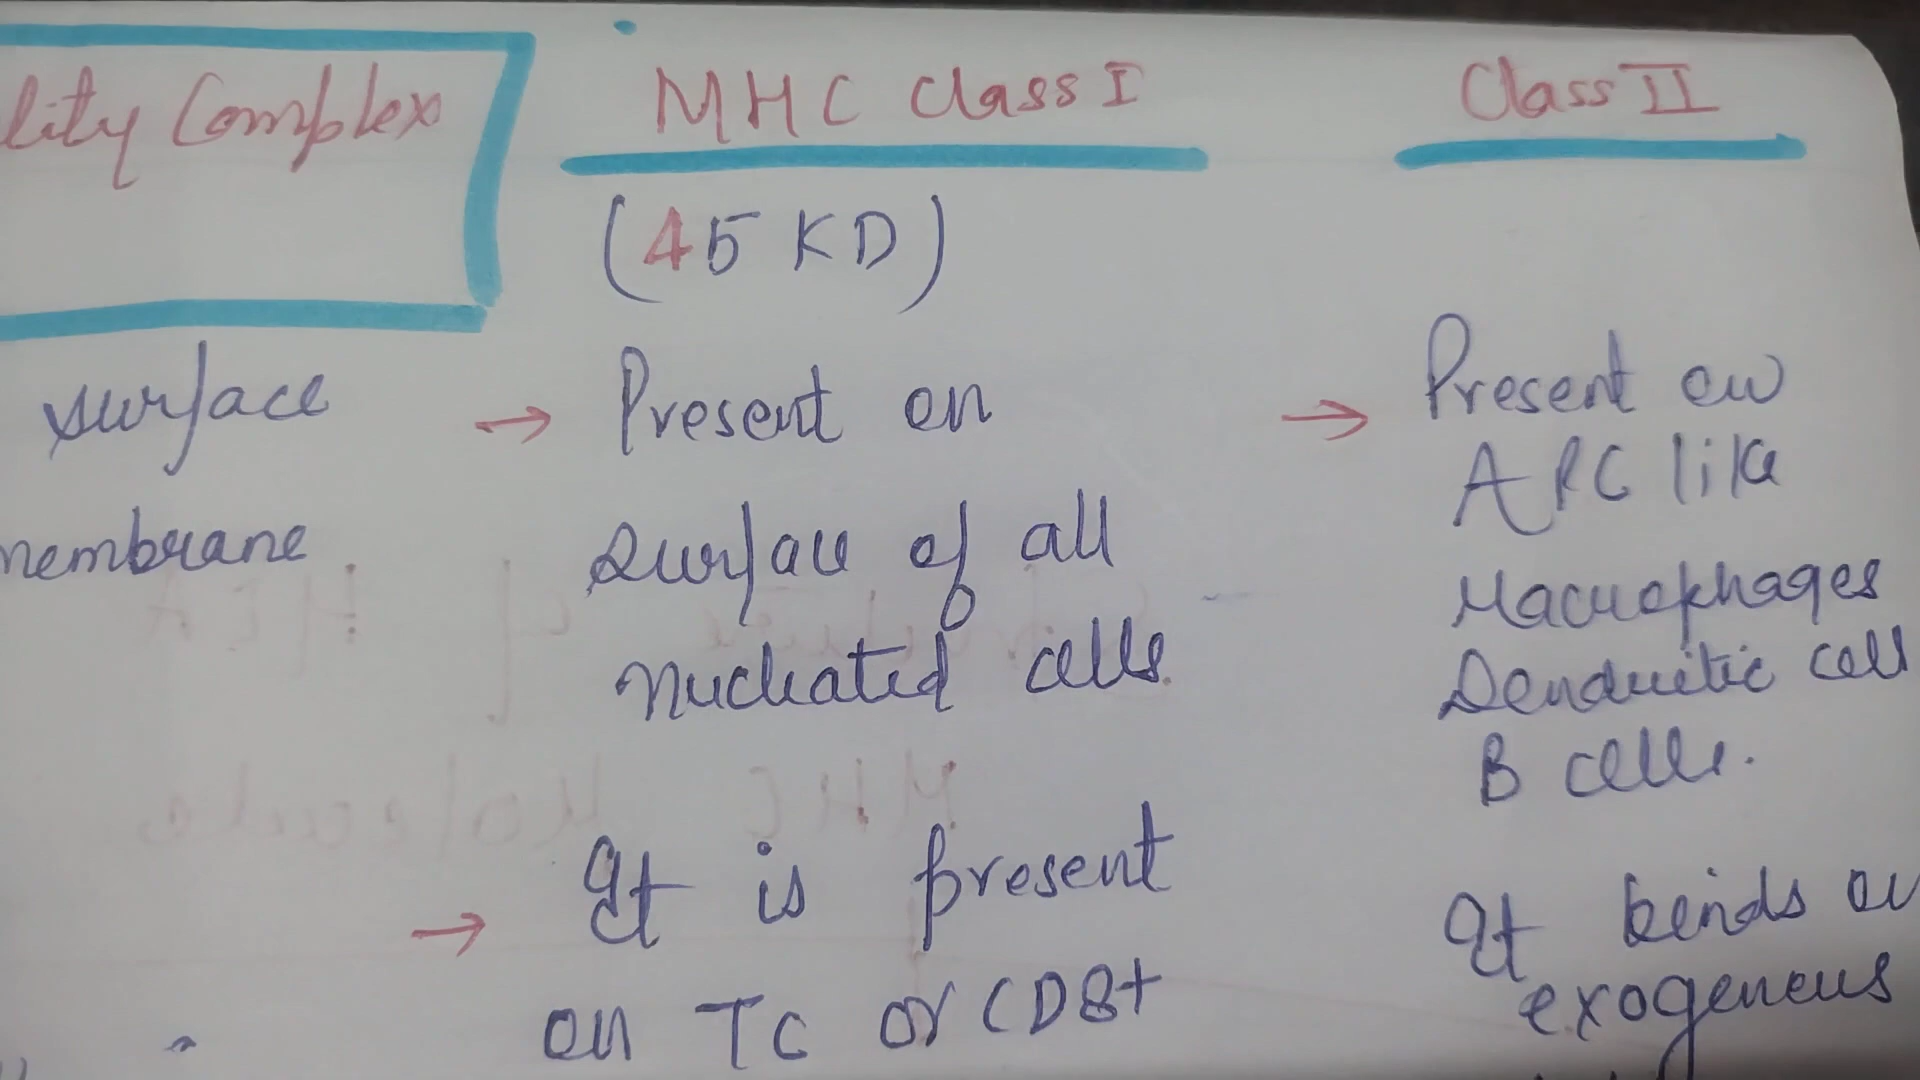 lity Complex
surface
membrane.
MHC Class I
(45 KD)
→ Present on
surface of all
nucleated cells.
→ It is present
on Tc or CD8+
Class II
→ Present on
APC like
Macrophages
Dendritic cell
B cells.
It binds on
exogeneus